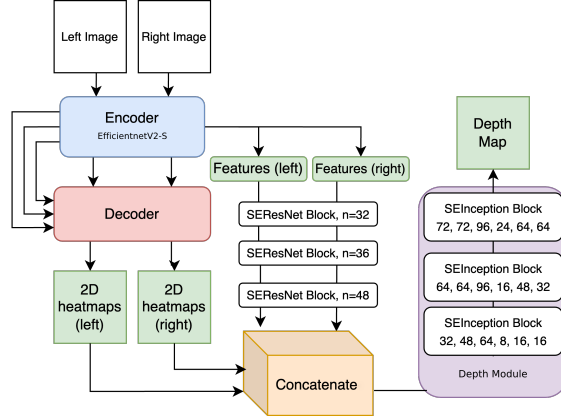 Left Image
Right Image
Encoder
EfficientnetV2-S
Features (left)
Features (right)
Decoder
SEResNet Block, n=32
SEResNet Block, n=36
SEResNet Block, n=48
2D
heatmaps
(left)
2D
heatmaps
(right)
Concatenate
Depth
Map
SEInception Block
72, 72, 96, 24, 64, 64
SEInception Block
64, 64, 96, 16, 48, 32
SEInception Block
32, 48, 64, 8, 16, 16
Depth Module